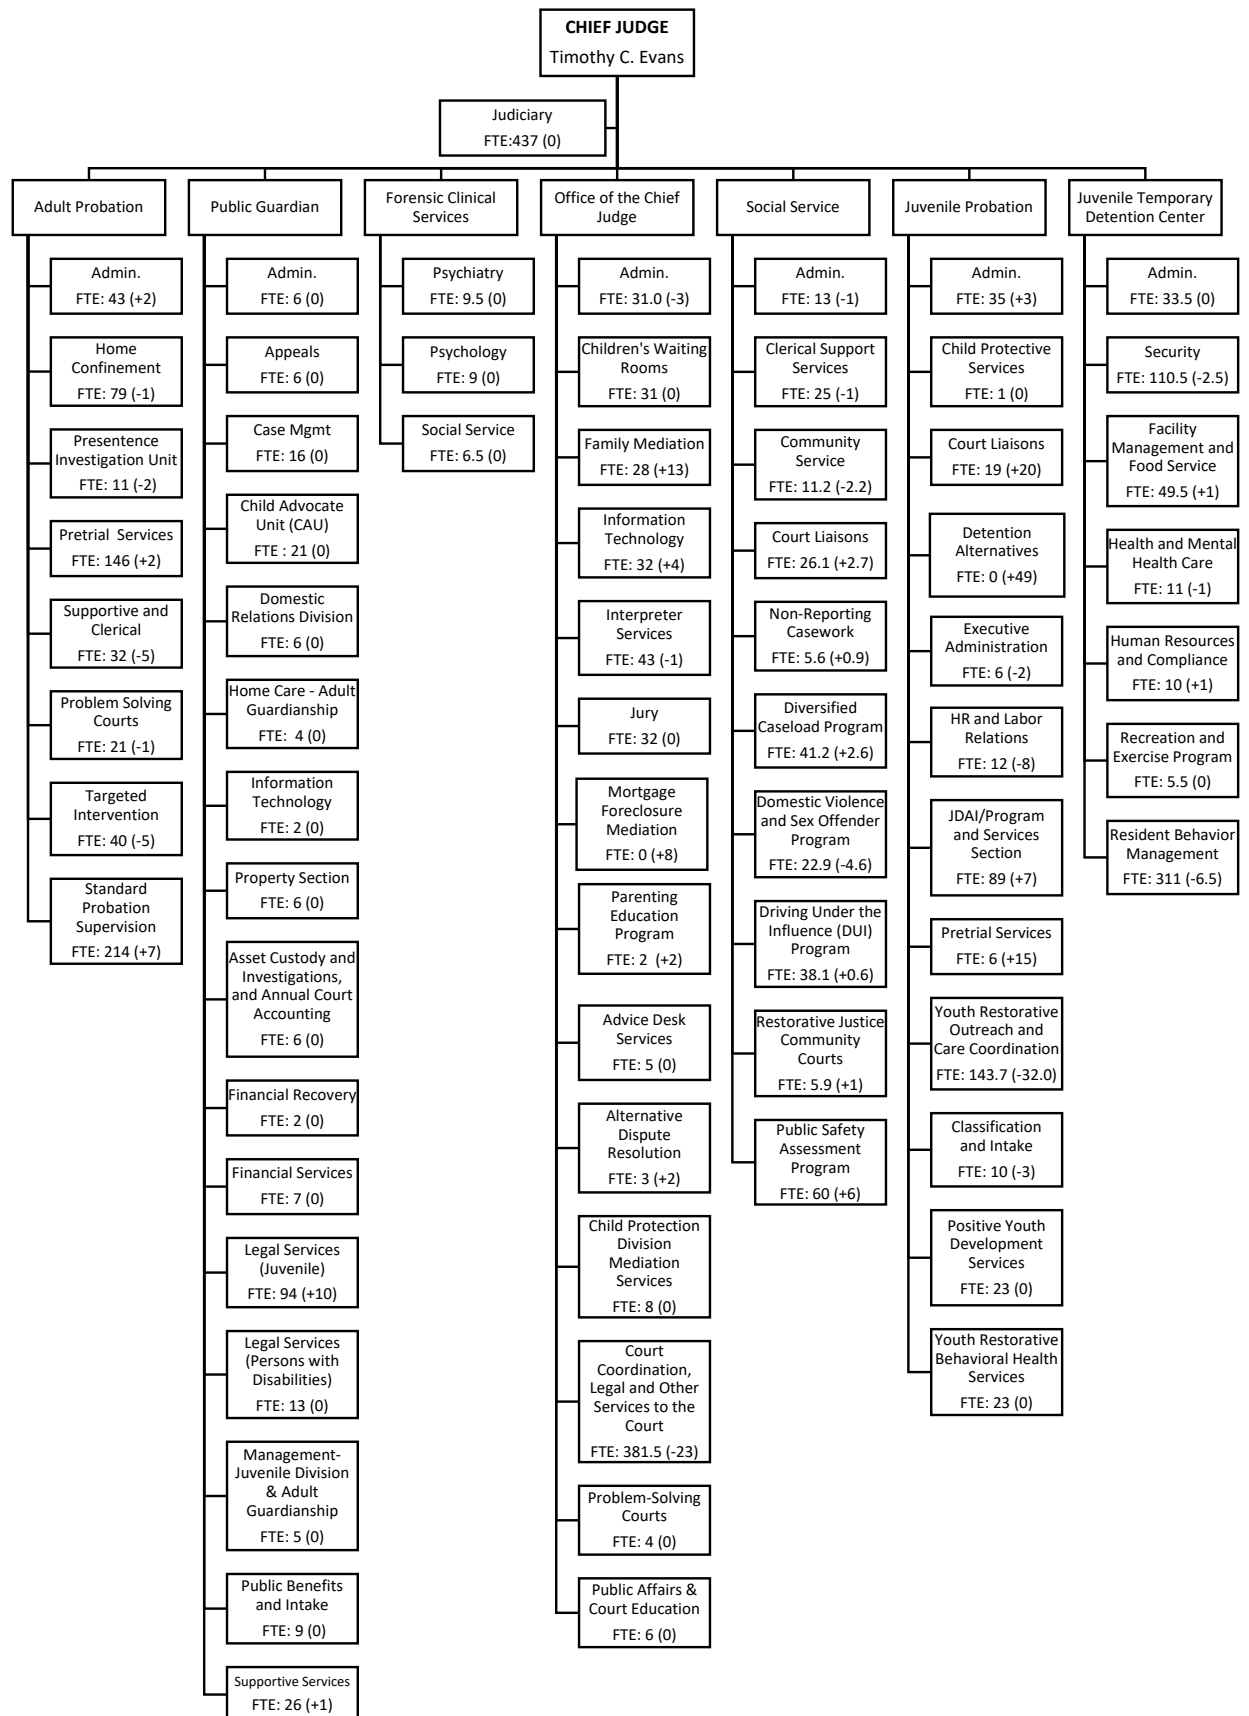 CHIEF JUDGE
Timothy C. Evans
Judiciary
FTE:437 (0)
Adult Probation
Admin.
FTE: 43 (+2)
Home
Confinement
FTE: 79 (-1)
Presentence
Investigation Unit
FTE: 11 (-2)
Pretrial  Services
FTE: 146 (+2)
Supportive and
Clerical
FTE: 32 (-5)
Problem Solving
Courts
FTE: 21 (-1)
Targeted
Intervention
FTE: 40 (-5)
Standard
Probation
Supervision
FTE: 214 (+7)
Public Guardian
Admin.
FTE: 6 (0)
Appeals
FTE: 6 (0)
Case Mgmt
FTE: 16 (0)
Child Advocate
Unit (CAU)
FTE : 21 (0)
Domestic
Relations Division
FTE: 6 (0)
Home Care - Adult
Guardianship
FTE:  4 (0)
Information
Technology
FTE: 2 (0)
Property Section
FTE: 6 (0)
Asset Custody and
Investigations,
and Annual Court
Accounting
FTE: 6 (0)
Financial Recovery
FTE: 2 (0)
Financial Services
FTE: 7 (0)
Legal Services
(Juvenile)
FTE: 94 (+10)
Legal Services
(Persons with
Disabilities)
FTE: 13 (0)
Management-
Juvenile Division
& Adult
Guardianship
FTE: 5 (0)
Public Benefits
and Intake
FTE: 9 (0)
Supportive Services
FTE: 26 (+1)
Forensic Clinical
Services
Psychiatry
FTE: 9.5 (0)
Psychology
FTE: 9 (0)
Social Service
FTE: 6.5 (0)
Office of the Chief
Judge
Admin.
FTE: 31.0 (-3)
Children's Waiting
Rooms
FTE: 31 (0)
Family Mediation
FTE: 28 (+13)
Information
Technology
FTE: 32 (+4)
Interpreter
Services
FTE: 43 (-1)
Jury
FTE: 32 (0)
Mortgage
Foreclosure
Mediation
FTE: 0 (+8)
Parenting
Education
Program
FTE: 2  (+2)
Advice Desk
Services
FTE: 5 (0)
Alternative
Dispute
Resolution
FTE: 3 (+2)
Child Protection
Division
Mediation
Services
FTE: 8 (0)
Court
Coordination,
Legal and Other
Services to the
Court
FTE: 381.5 (-23)
Problem-Solving
Courts
FTE: 4 (0)
Public Affairs &
Court Education
FTE: 6 (0)
Social Service
Admin.
FTE: 13 (-1)
Clerical Support
Services
FTE: 25 (-1)
Community
Service
FTE: 11.2 (-2.2)
Court Liaisons
FTE: 26.1 (+2.7)
Non-Reporting
Casework
FTE: 5.6 (+0.9)
Diversified
Caseload Program
FTE: 41.2 (+2.6)
Domestic Violence
and Sex Offender
Program
FTE: 22.9 (-4.6)
Driving Under the
Influence (DUI)
Program
FTE: 38.1 (+0.6)
Restorative Justice
Community
Courts
FTE: 5.9 (+1)
Public Safety
Assessment
Program
FTE: 60 (+6)
Juvenile Probation
Admin.
FTE: 35 (+3)
Child Protective
Services
FTE: 1 (0)
Court Liaisons
FTE: 19 (+20)
Detention
Alternatives
FTE: 0 (+49)
Executive
Administration
FTE: 6 (-2)
HR and Labor
Relations
FTE: 12 (-8)
JDAI/Program
and Services
Section
FTE: 89 (+7)
Pretrial Services
FTE: 6 (+15)
Youth Restorative
Outreach and
Care Coordination
FTE: 143.7 (-32.0)
Classification
and Intake
FTE: 10 (-3)
Positive Youth
Development
Services
FTE: 23 (0)
Youth Restorative
Behavioral Health
Services
FTE: 23 (0)
Juvenile Temporary
Detention Center
Admin.
FTE: 33.5 (0)
Security
FTE: 110.5 (-2.5)
Facility
Management and
Food Service
FTE: 49.5 (+1)
Health and Mental
Health Care
FTE: 11 (-1)
Human Resources
and Compliance
FTE: 10 (+1)
Recreation and
Exercise Program
FTE: 5.5 (0)
Resident Behavior
Management
FTE: 311 (-6.5)